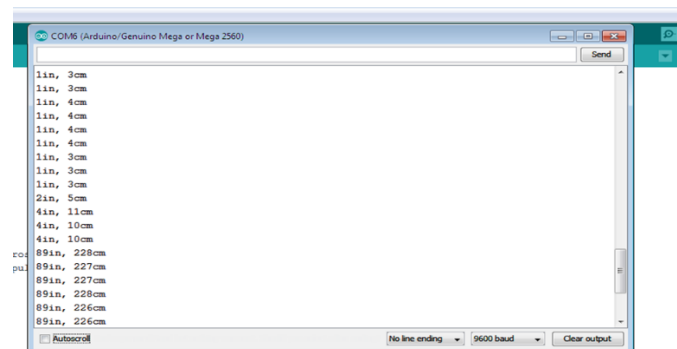 COM6 (Arduino/Genuino Mega or Mega 2560)
Send
1in, 3cm
1in, 3cm
1in, 4cm
1in, 4cm
1in, 4cm
1in, 4cm
1in, 3cm
1in, 3cm
1in, 3cm
2in, 5cm
4in, 11cm
4in, 10cm
4in, 10cm
ros
89in, 228cm
pul
89in, 227cm
89in, 227cm
89in, 228cm
89in, 226cm
89in, 226cm
Autoscroll
No line ending
9600 baud
Clear output